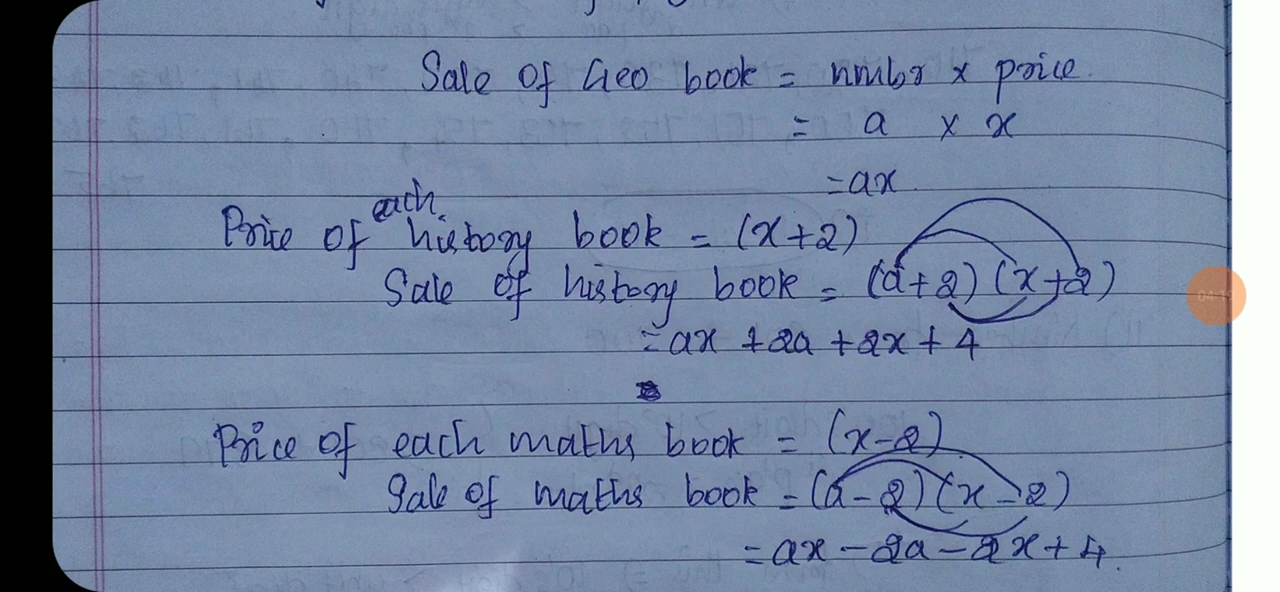 Sale of Geo book = nmbr × price.
= a × x
= ax
Price of each history book = (x+2)
Sale of history book = (a+2) (x+2)
= ax + 2a + 2x + 4
Price of each maths book = (x-2)
Sale of maths book = (a-2) (x-2)
= ax - 2a - 2x + 4.